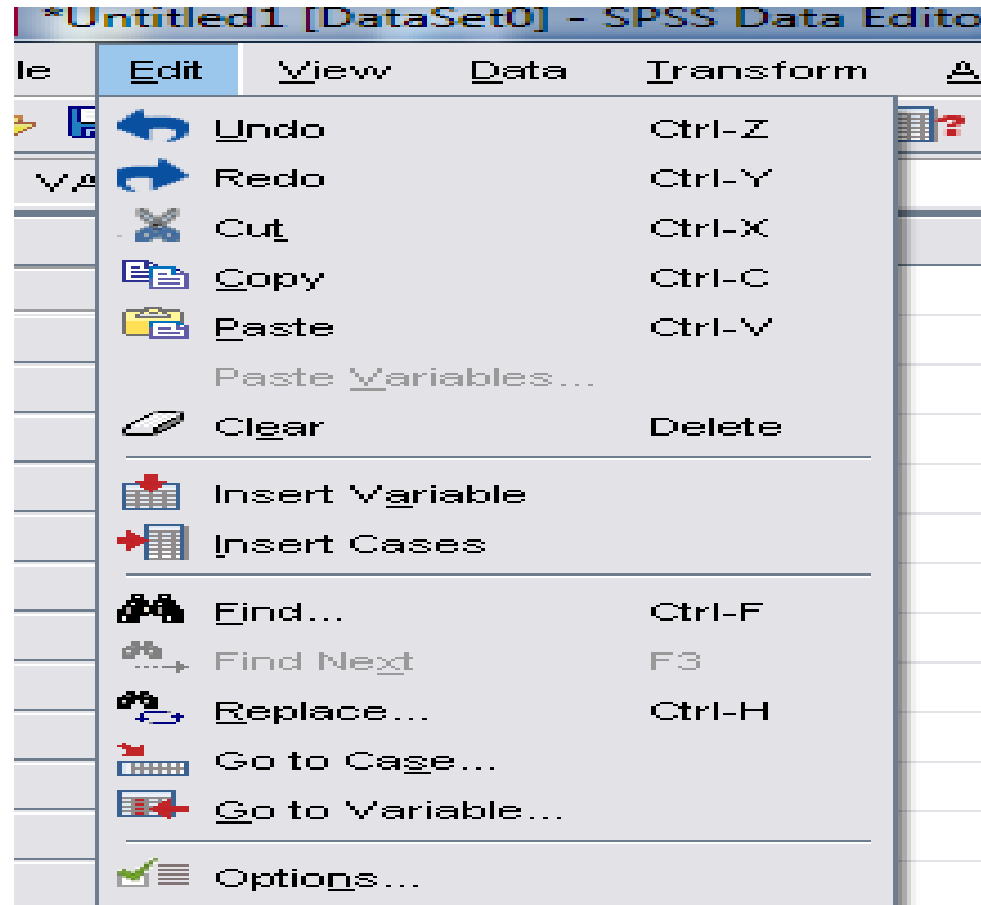 *Untitled1 [DataSet0] - SPSS Data Edito
le Edit View Data Transform A
VA
Undo Ctrl-Z
Redo Ctrl-Y
Cut Ctrl-X
Copy Ctrl-C
Paste Ctrl-V
Paste Variables...
Clear Delete
Insert Variable
Insert Cases
Find... Ctrl-F
Find Next F3
Replace... Ctrl-H
Go to Case...
Go to Variable...
Options...